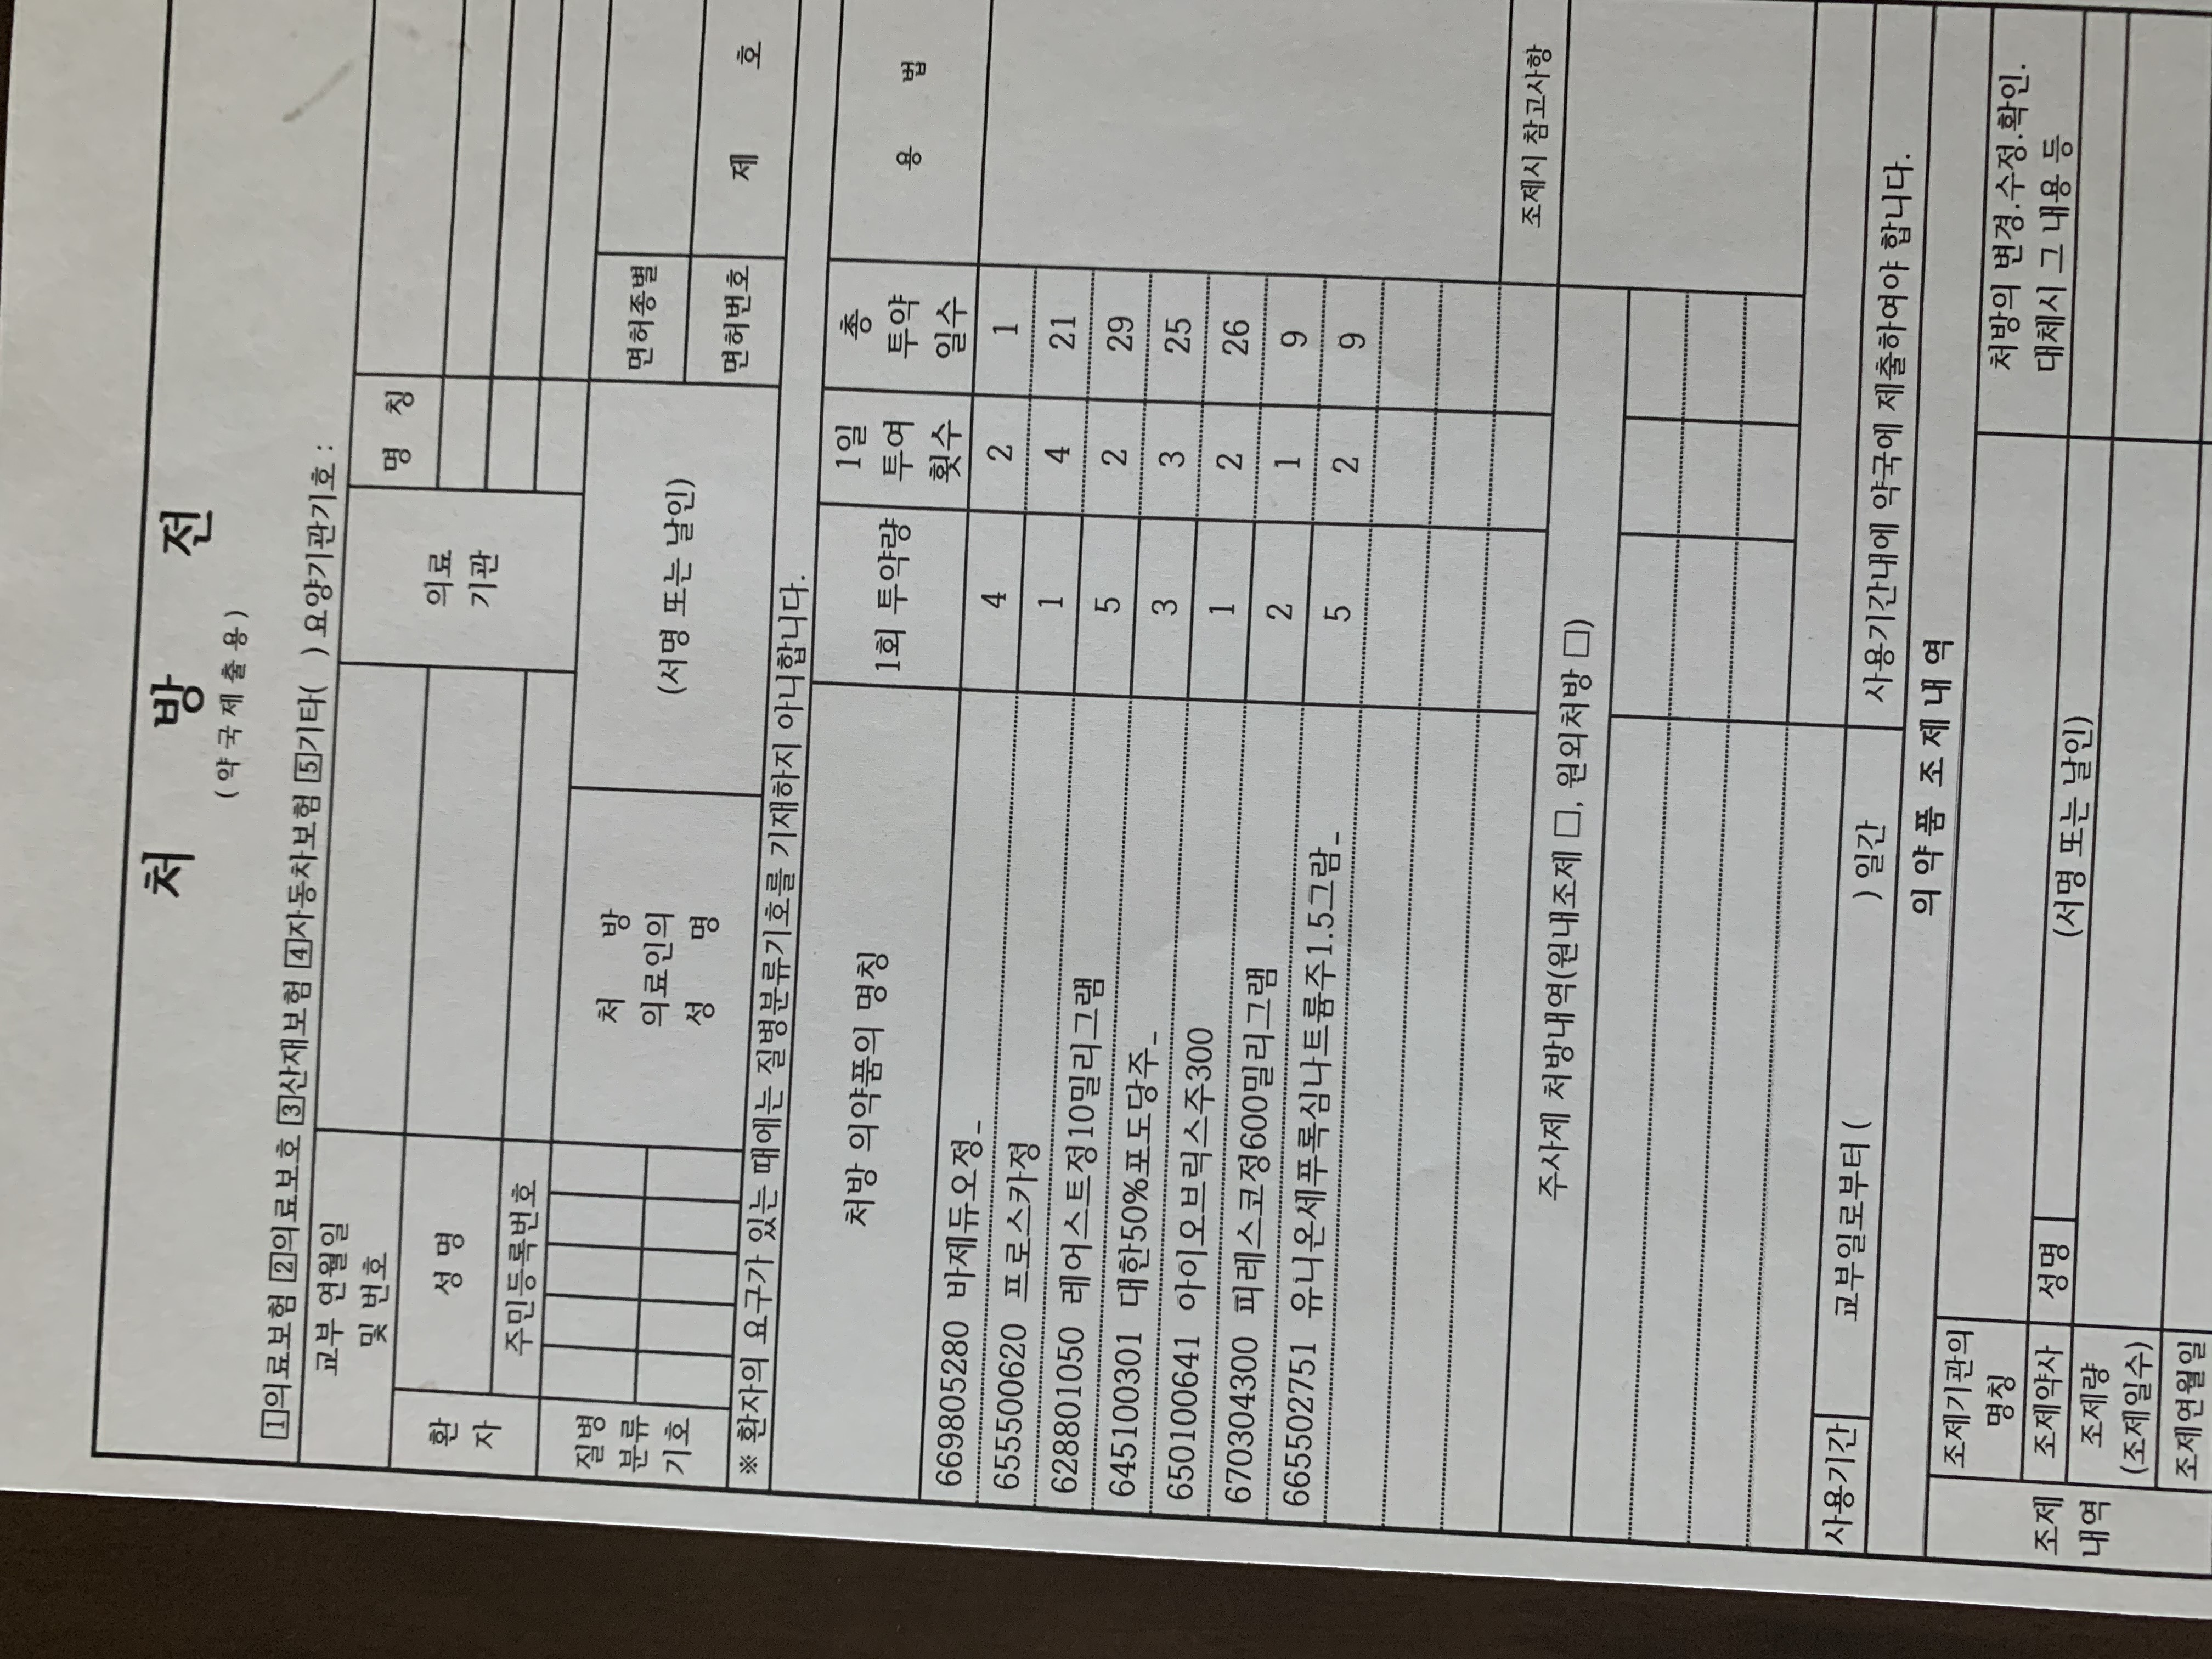 처 방 전
(약국제출용)
1의료보험 2의료보호 3산재보험 4자동차보험 5기타( ) 요양기관기호 :
교부 연월일
및 번호
환
자
성 명
주민등록번호
의료
기관
명 칭
질병
분류
기호
처 방
의료인의
성 명
(서명 또는 날인)
면허종별
면허번호
제 호
※ 환자의 요구가 있는 때에는 질병분류기호를 기재하지 아니합니다.
처방 의약품의 명칭
1회 투약량
1일
투여
횟수
총
투약
일수
용 법
669805280 바제듀오정_ 4 2 1
655500620 프로스카정 1 4 21
628801050 레어스트정10밀리그램 5 2 29
645100301 대한50%포도당주_ 3 3 25
650100641 아이오브릭스주300 1 2 26
670304300 피레스코정600밀리그램 2 1 9
665502751 유니온세푸록심나트륨주1.5그람_ 5 2 9
조제시 참고사항
주사제 처방내역(원내조제 □, 원외처방 □)
사용기간
교부일로부터 ( ) 일간
사용기간내에 약국에 제출하여야 합니다.
의약품 조제내역
조제
내역
조제기관의
명칭
처방의 변경.수정.확인.
대체시 그 내용 등
조제약사
성명
(서명 또는 날인)
조제량
(조제일수)
조제연월일